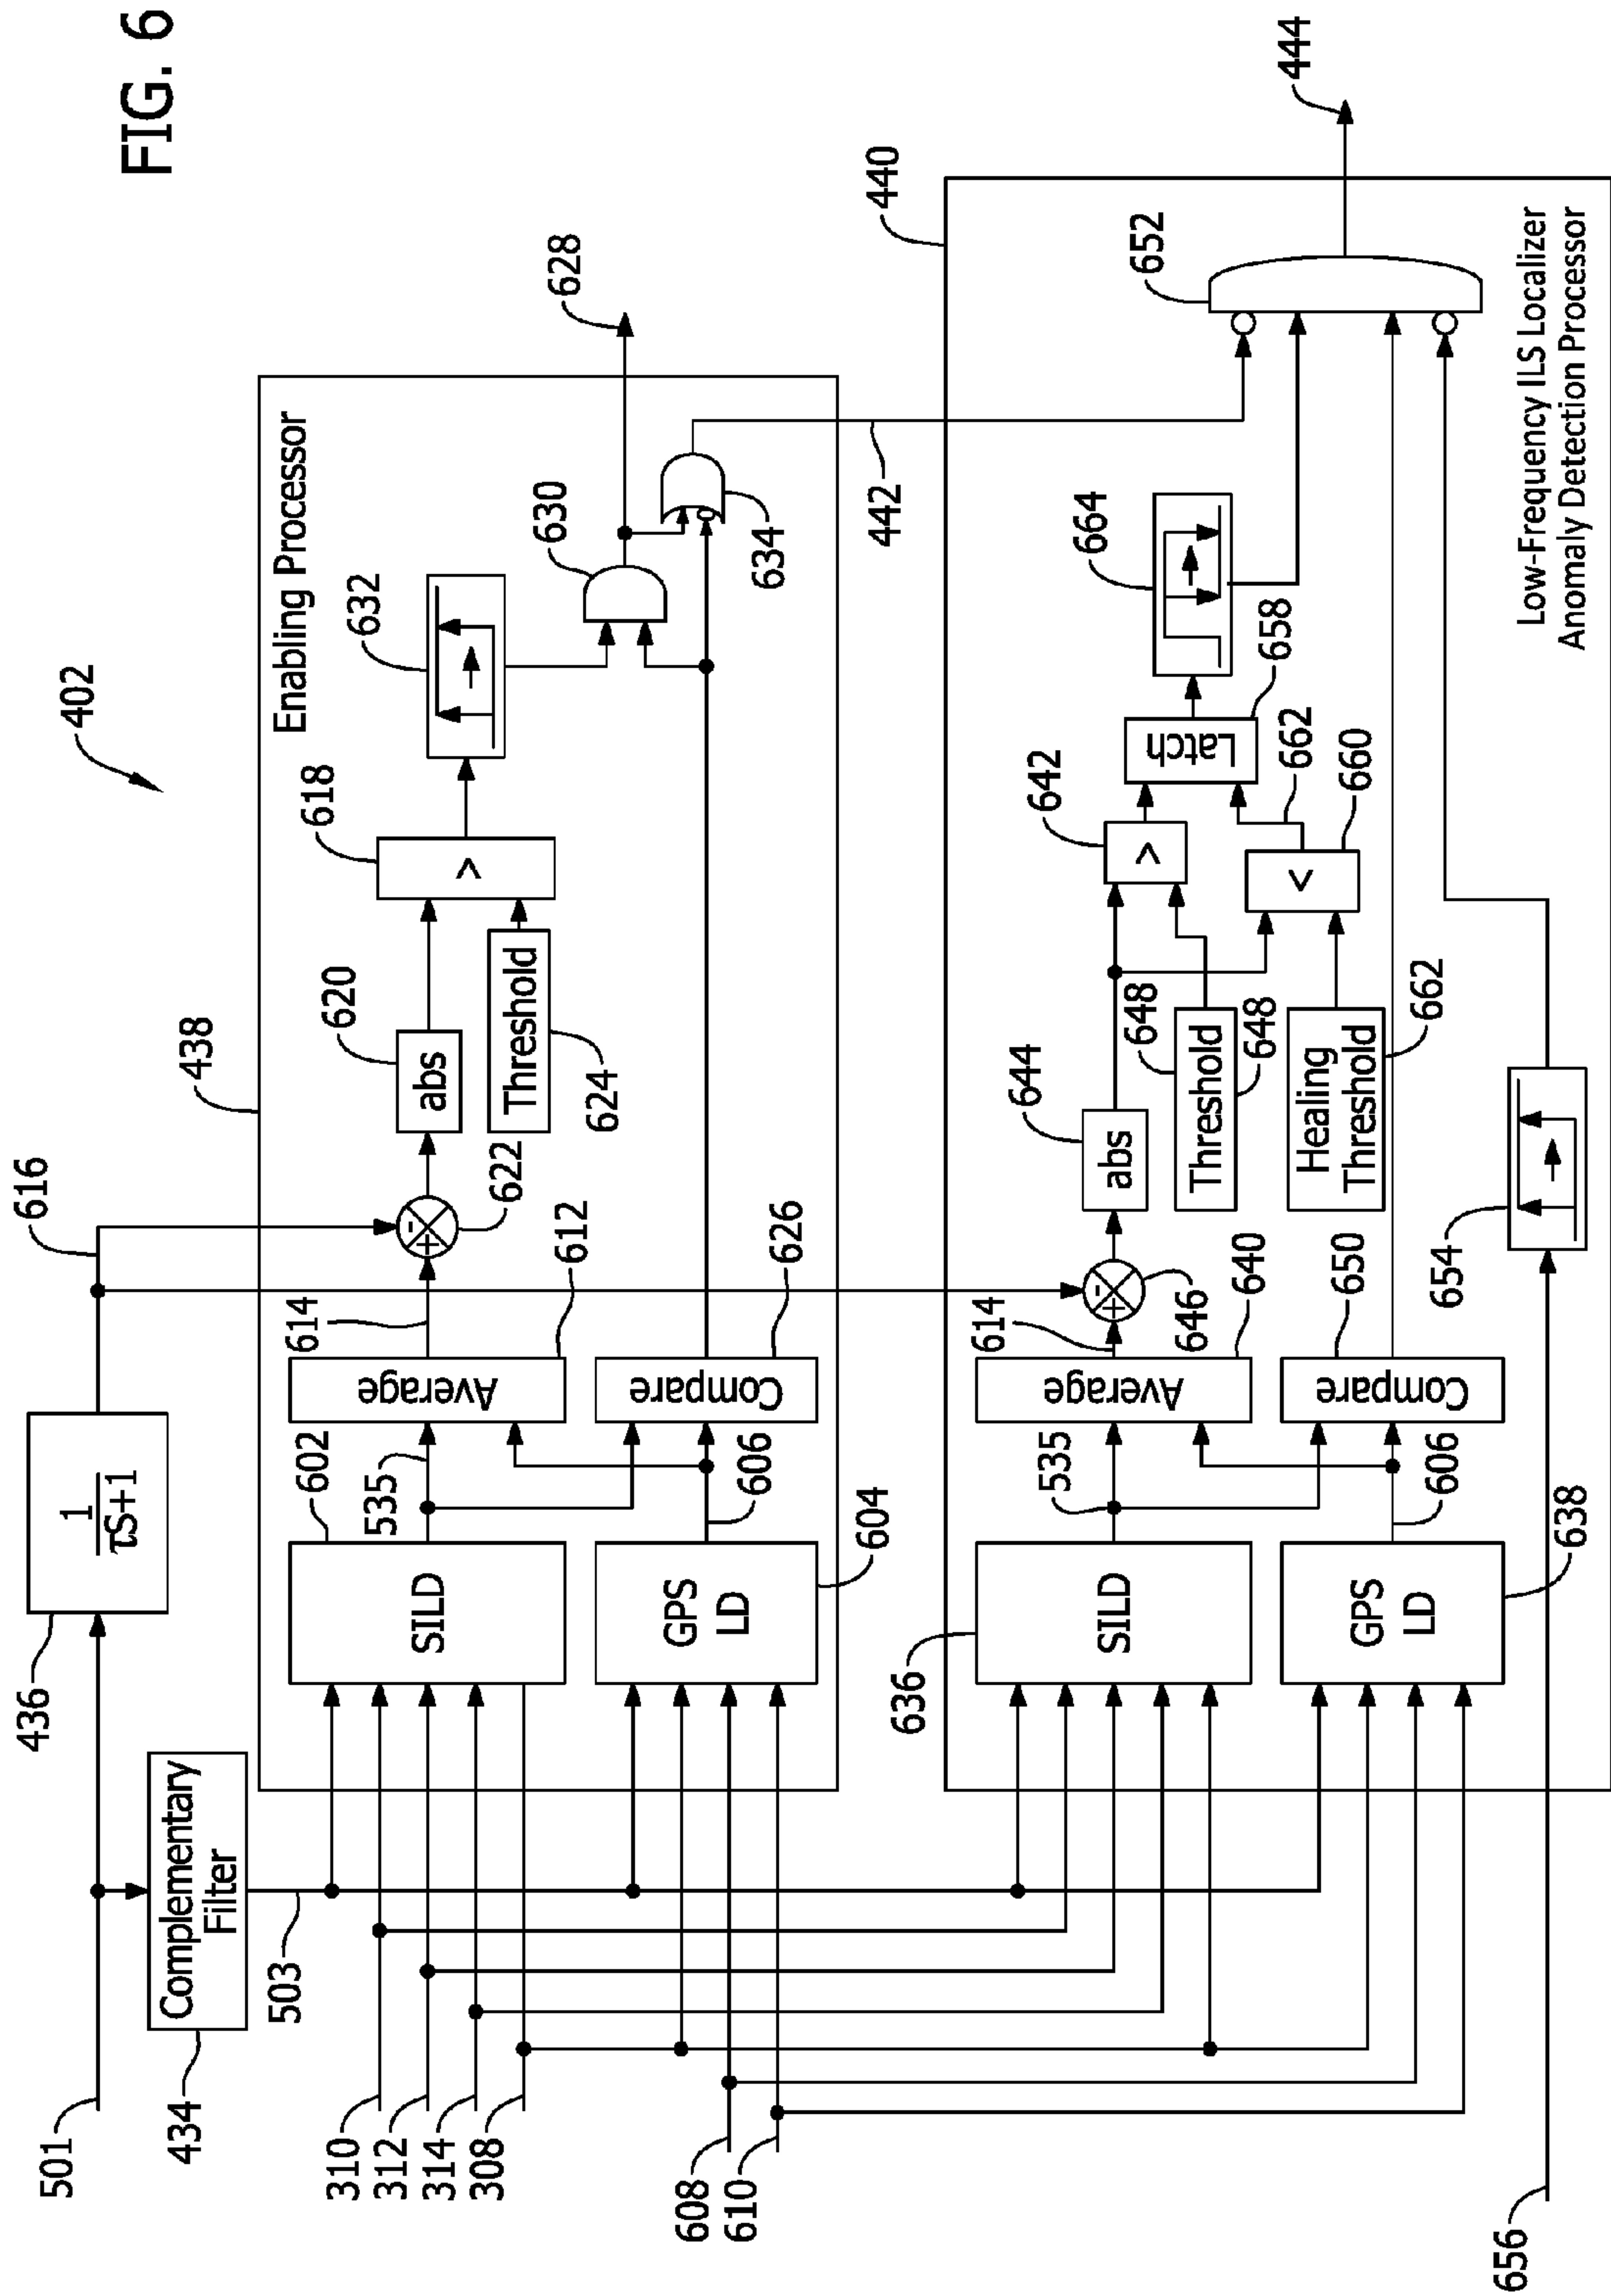 FIG. 6
402
501
436
1
τS+1
616
434
Complementary
Filter
503
438
Enabling Processor
310
312
314
308
602
SILD
535
Average
614
612
-
+
622
abs
620
Threshold
624
>
618
632
630
628
608
610
GPS
LD
604
606
Compare
626
634
442
440
636
SILD
535
Average
614
640
-
+
646
abs
644
648
Threshold
648
>
642
Latch
658
664
Healing
Threshold
662
>
660
662
652
444
GPS
LD
638
606
Compare
650
656
654
Low-Frequency ILS Localizer
Anomaly Detection Processor